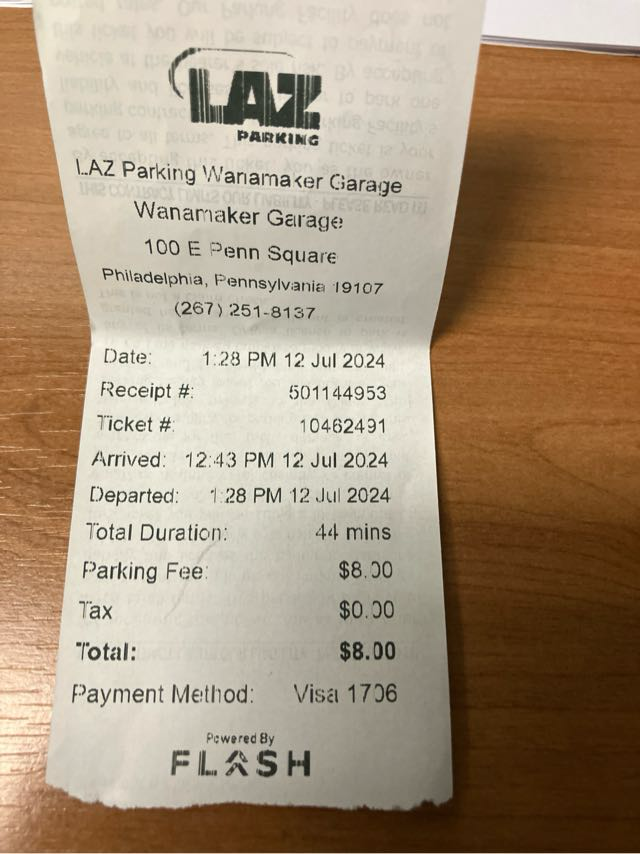 LAZ
PARKING
LAZ Parking Wanamaker Garage
Wanamaker Garage
100 E Penn Square
Philadelphia, Pennsylvania 19107
(267) 251-8137
Date: 1:28 PM 12 Jul 2024
Receipt #: 501144953
Ticket #: 10462491
Arrived: 12:43 PM 12 Jul 2024
Departed: 1:28 PM 12 Jul 2024
Total Duration: 44 mins
Parking Fee: $8.00
Tax $0.00
Total: $8.00
Payment Method: Visa 1706
Powered By
FLASH